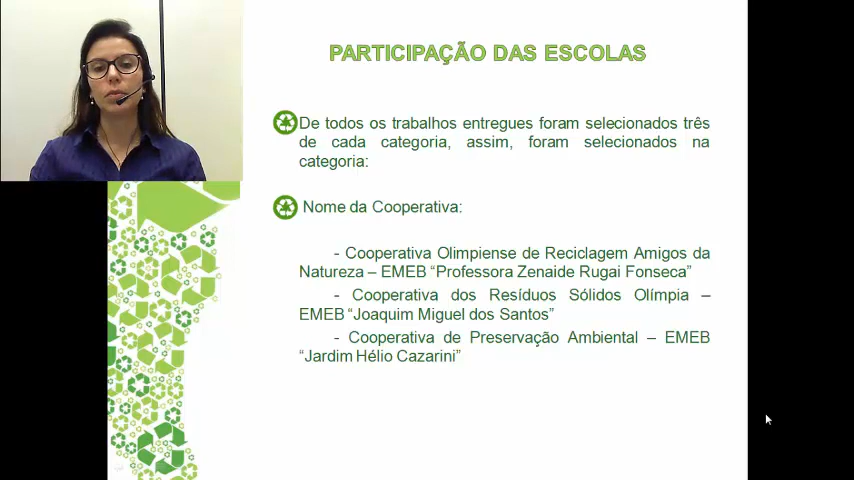 PARTICIPAÇÃO DAS ESCOLAS
De todos os trabalhos entregues foram selecionados três
de cada categoria, assim, foram selecionados na
categoria:
Nome da Cooperativa:
- Cooperativa Olimpiense de Reciclagem Amigos da
Natureza – EMEB “Professora Zenaide Rugai Fonseca”
- Cooperativa dos Resíduos Sólidos Olímpia –
EMEB “Joaquim Miguel dos Santos”
- Cooperativa de Preservação Ambiental – EMEB
“Jardim Hélio Cazarini”